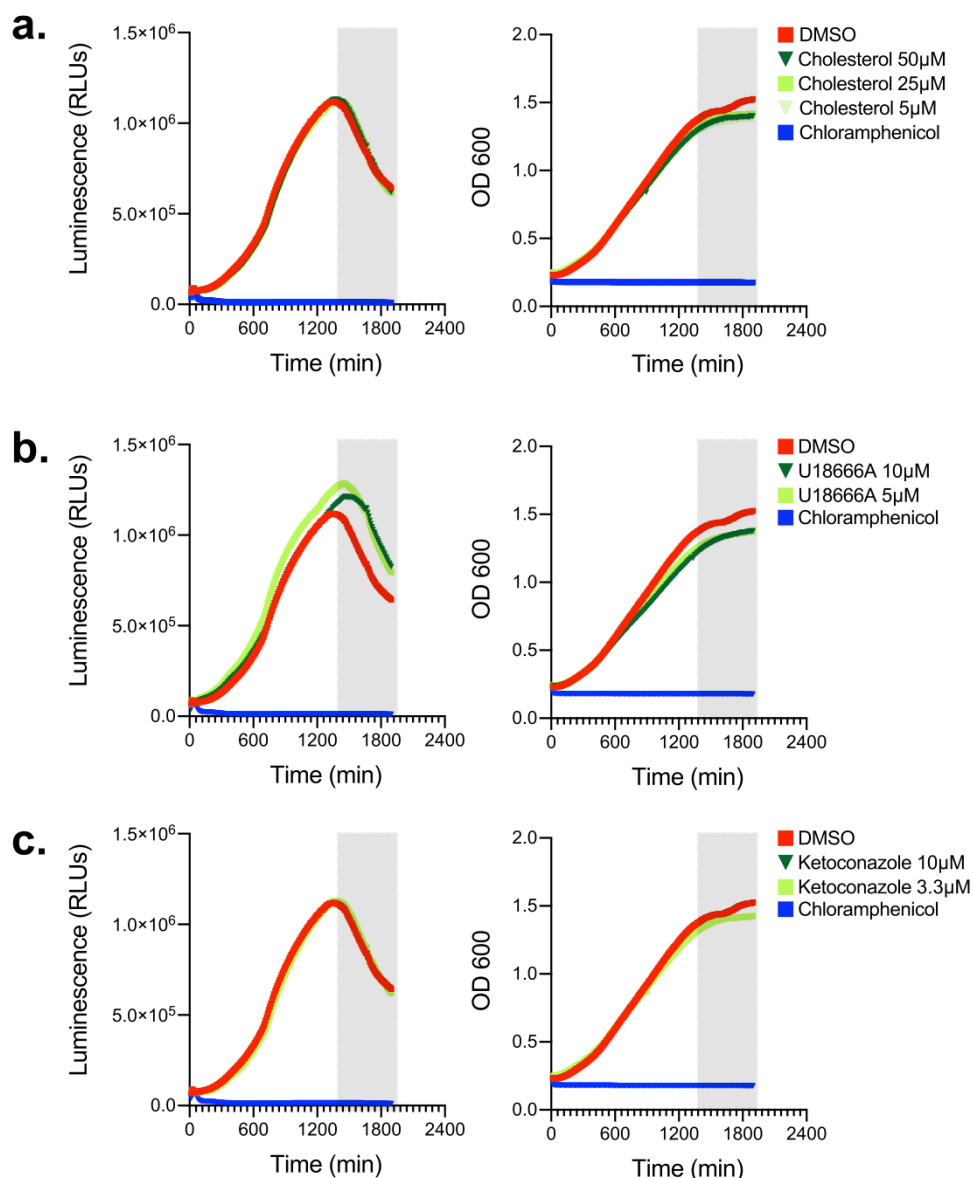 a.
Luminescence (RLUs)
1.5×10⁶
1.0×10⁶
5.0×10⁵
0.0
0 600 1200 1800 2400
Time (min)
OD 600
2.0
1.5
1.0
0.5
0.0
0 600 1200 1800 2400
Time (min)
DMSO
Cholesterol 50µM
Cholesterol 25µM
Cholesterol 5µM
Chloramphenicol
b.
Luminescence (RLUs)
1.5×10⁶
1.0×10⁶
5.0×10⁵
0.0
0 600 1200 1800 2400
Time (min)
OD 600
2.0
1.5
1.0
0.5
0.0
0 600 1200 1800 2400
Time (min)
DMSO
U18666A 10µM
U18666A 5µM
Chloramphenicol
c.
Luminescence (RLUs)
1.5×10⁶
1.0×10⁶
5.0×10⁵
0.0
0 600 1200 1800 2400
Time (min)
OD 600
2.0
1.5
1.0
0.5
0.0
0 600 1200 1800 2400
Time (min)
DMSO
Ketoconazole 10µM
Ketoconazole 3.3µM
Chloramphenicol